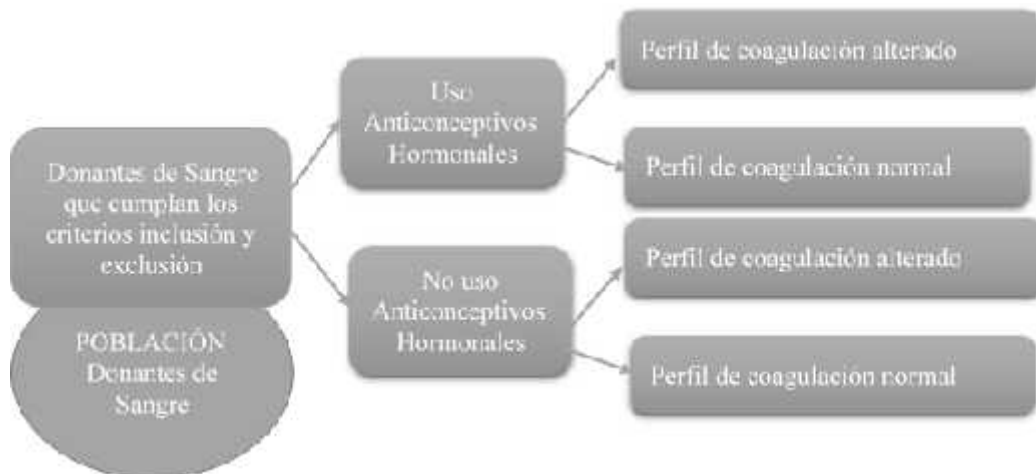 Donantes de Sangre
que cumplan los
criterios inclusión y
exclusión
POBLACIÓN
Donantes de
Sangre
Uso
Anticonceptivos
Hormonales
No uso
Anticonceptivos
Hormonales
Perfil de coagulación alterado
Perfil de coagulación normal
Perfil de coagulación alterado
Perfil de coagulación normal